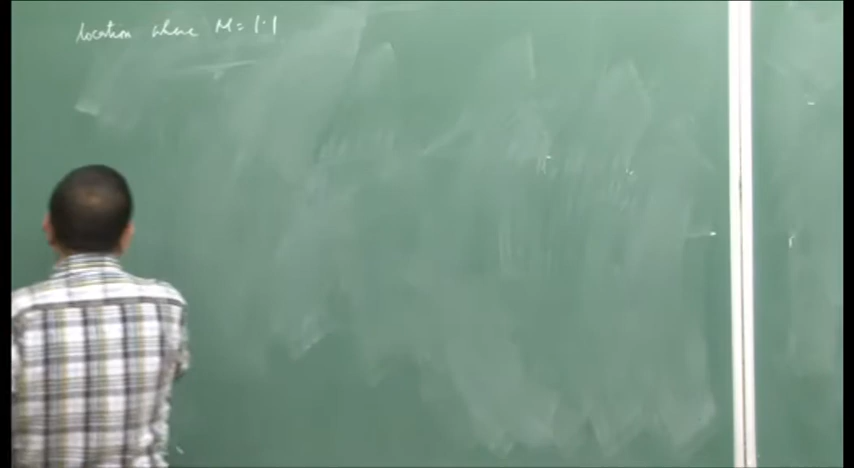 location where M = 1.1